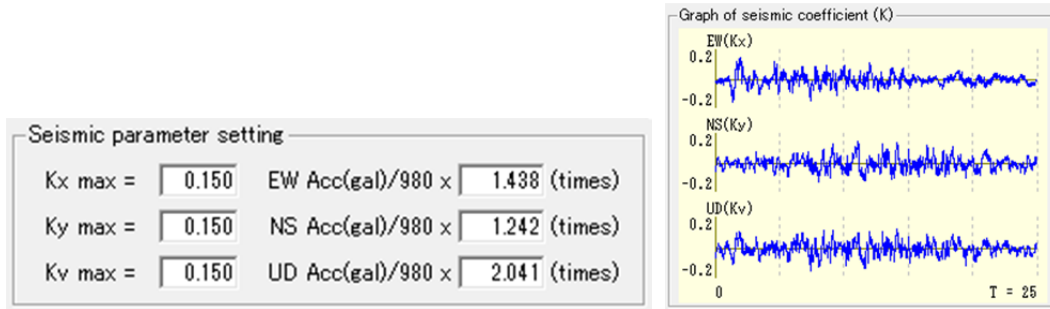 Seismic parameter setting
Kx max = 0.150 EW Acc(gal)/980 x 1.438 (times)
Ky max = 0.150 NS Acc(gal)/980 x 1.242 (times)
Kv max = 0.150 UD Acc(gal)/980 x 2.041 (times)
Graph of seismic coefficient (K)
EW(Kx)
0.2
-0.2
NS(Ky)
0.2
-0.2
UD(Kv)
0.2
-0.2
0 T = 25